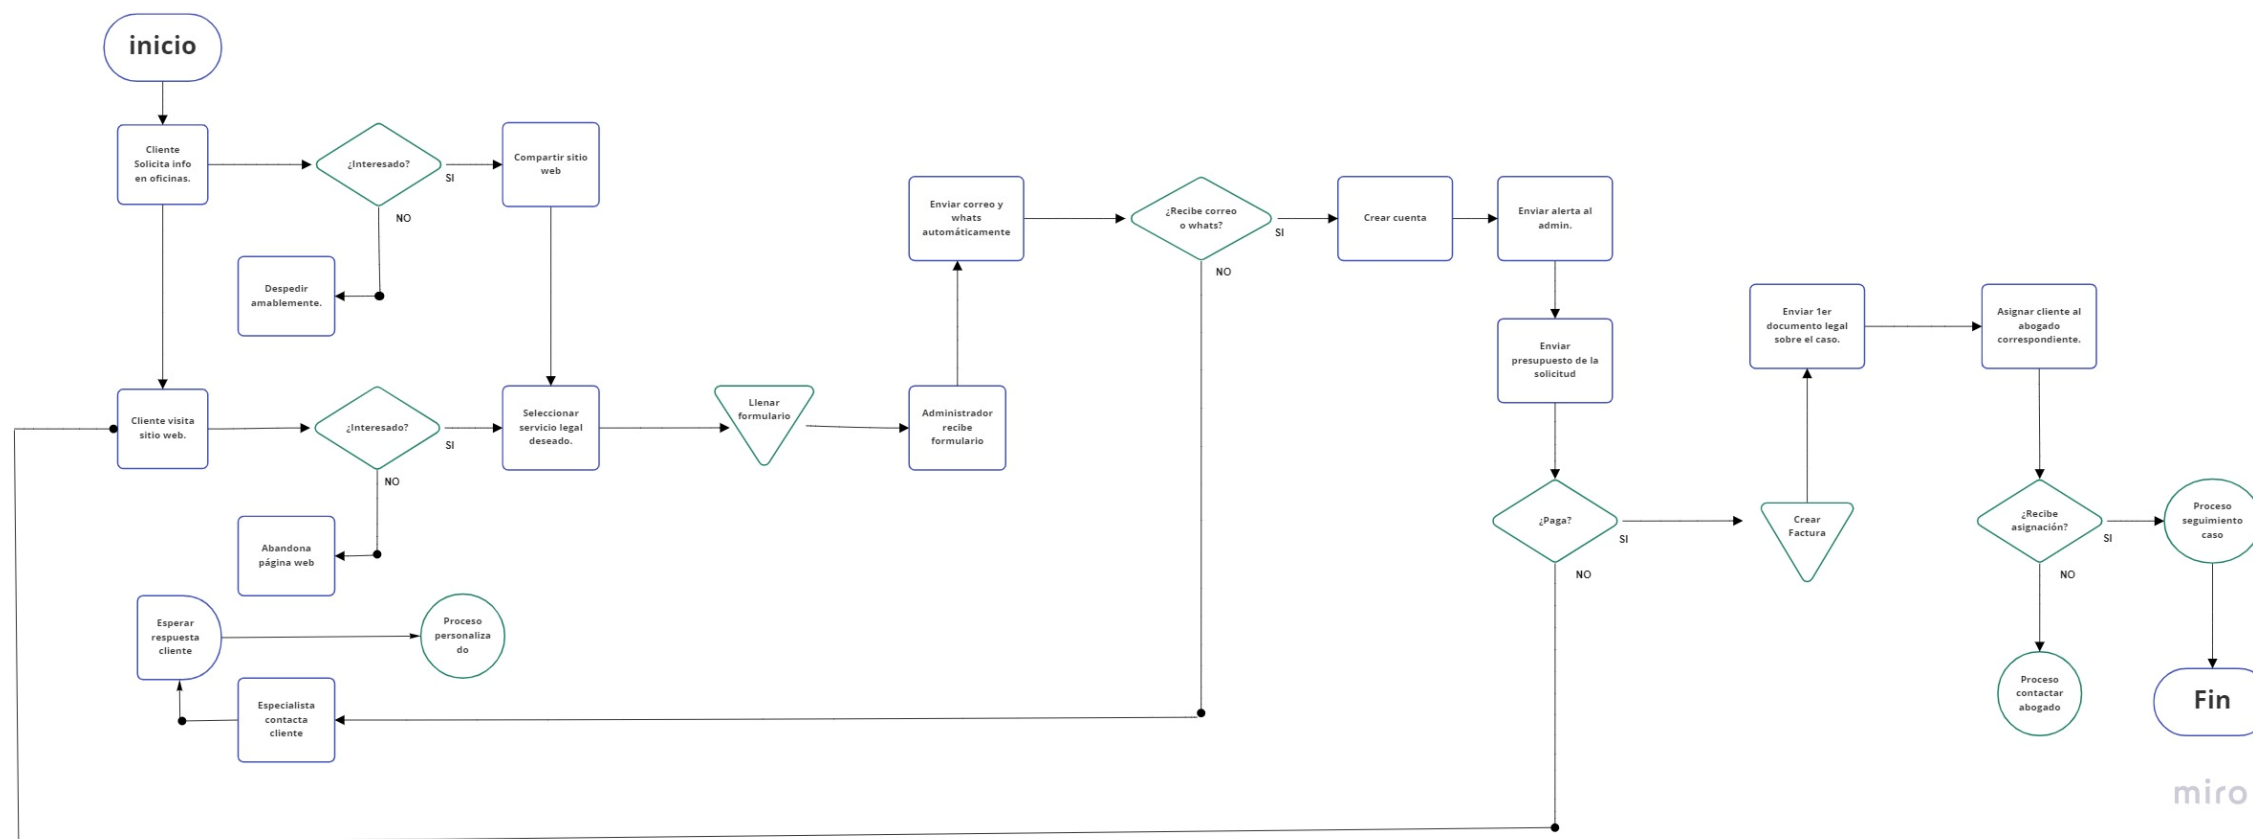 inicio
Cliente
Solicita info
en oficinas.
¿Interesado?
SI
NO
Compartir sitio
web
Despedir
amablemente.
Cliente visita
sitio web.
¿Interesado?
SI
NO
Abandona
página web
Seleccionar
servicio legal
deseado.
Llenar
formulario
Administrador
recibe
formulario
Enviar correo y
whats
automáticamente
¿Recibe correo
o whats?
SI
NO
Crear cuenta
Enviar alerta al
admin.
Enviar
presupuesto de la
solicitud
¿Paga?
SI
NO
Crear
Factura
Enviar 1er
documento legal
sobre el caso.
Asignar cliente al
abogado
correspondiente.
¿Recibe
asignación?
SI
NO
Proceso
seguimiento
caso
Proceso
contactar
abogado
Fin
Esperar
respuesta
cliente
Proceso
personaliza
do
Especialista
contacta
cliente
miro